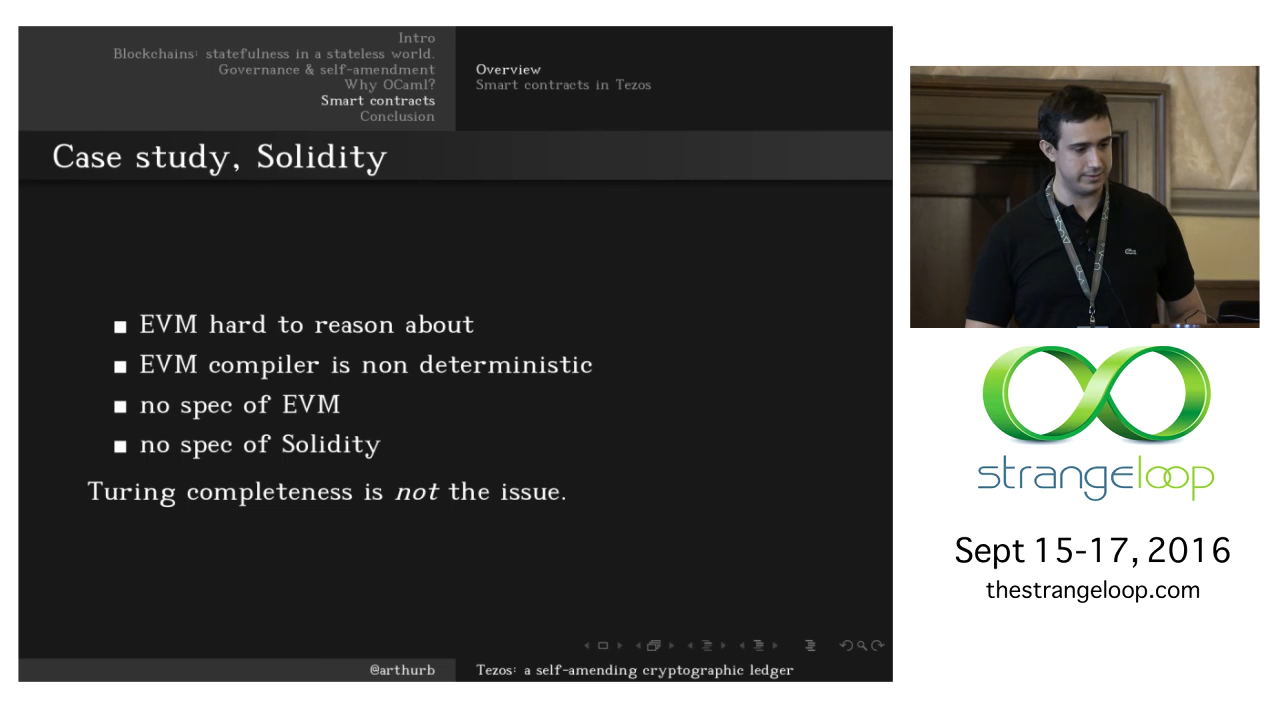 Intro
Blockchains: statefulness in a stateless world.
Governance & self-amendment
Why OCaml?
Smart contracts
Conclusion
Overview
Smart contracts in Tezos
Case study, Solidity
EVM hard to reason about
EVM compiler is non deterministic
no spec of EVM
no spec of Solidity
Turing completeness is not the issue.
@arthurb
Tezos: a self-amending cryptographic ledger
strangeloop
Sept 15-17, 2016
thestrangeloop.com